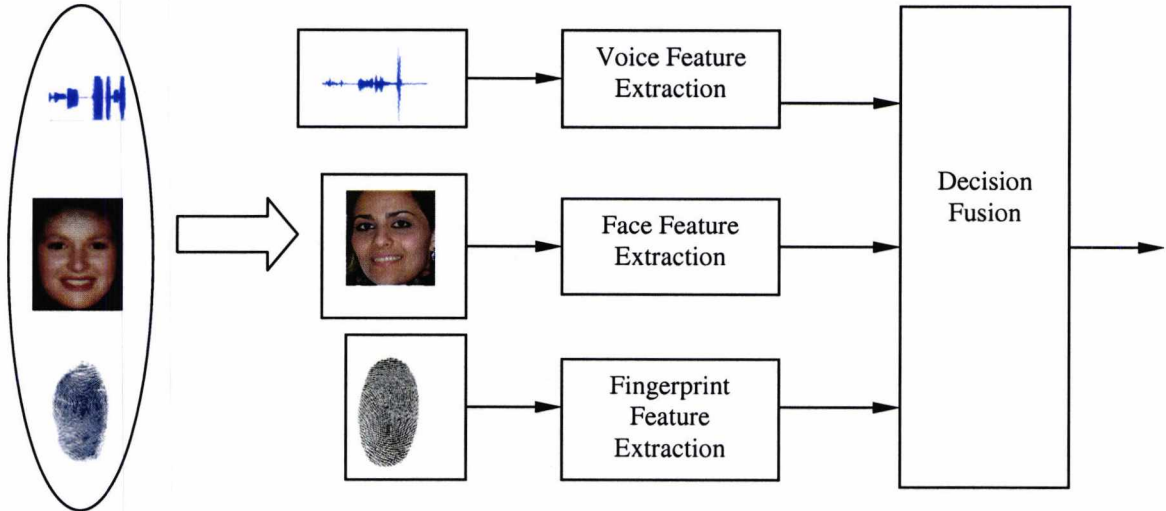 Voice Feature
Extraction
Face Feature
Extraction
Fingerprint
Feature
Extraction
Decision
Fusion